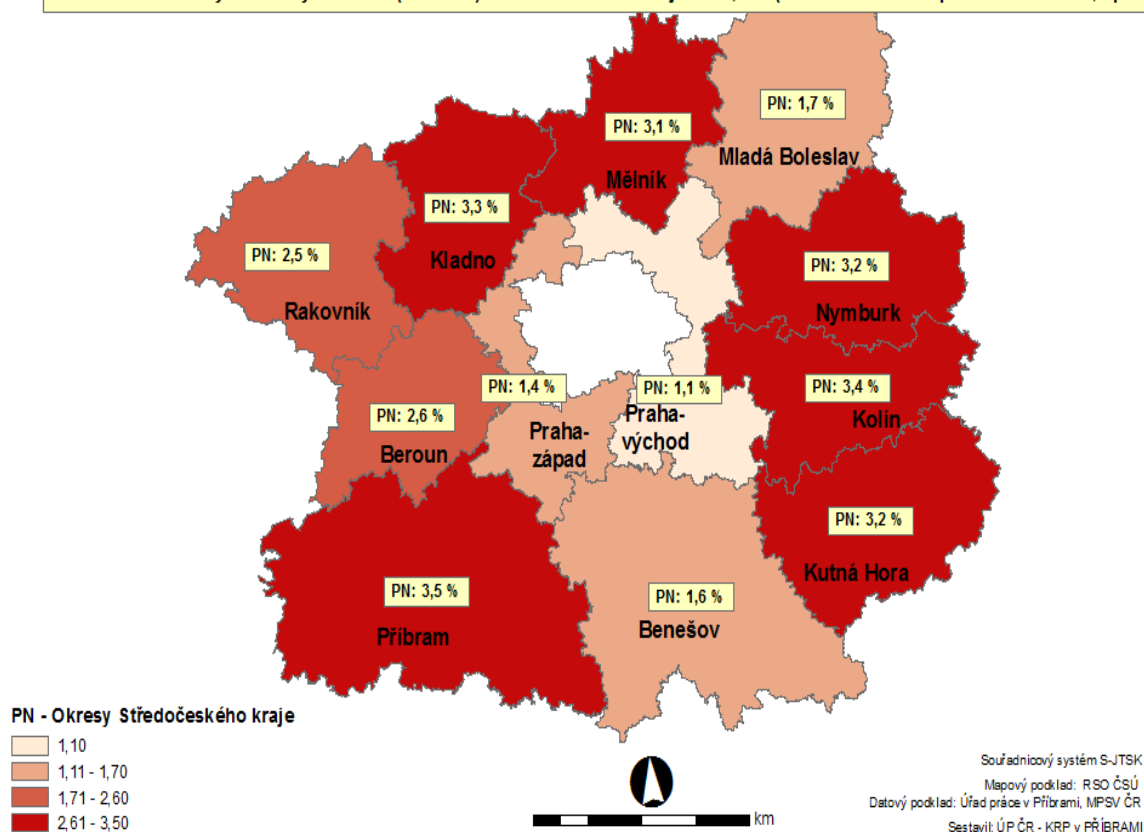 PN: 1,7 %
Mladá Boleslav
PN: 3,1 %
Mělník
PN: 3,3 %
Kladno
PN: 2,5 %
Rakovník
PN: 3,2 %
Nymburk
PN: 1,4 %
Praha-
západ
PN: 1,1 %
Praha-
východ
PN: 3,4 %
Kolín
PN: 2,6 %
Beroun
PN: 3,2 %
Kutná Hora
PN: 3,5 %
Příbram
PN: 1,6 %
Benešov
PN - Okresy Středočeského kraje
1,10
1,11 - 1,70
1,71 - 2,60
2,61 - 3,50
km
Souřadnicový systém S-JTSK
Mapový podklad: RSO ČSÚ
Datový podklad: Úřad práce v Příbrami, MPSV ČR
Sestavil: ÚP ČR - KRP v PŘÍBRAMI